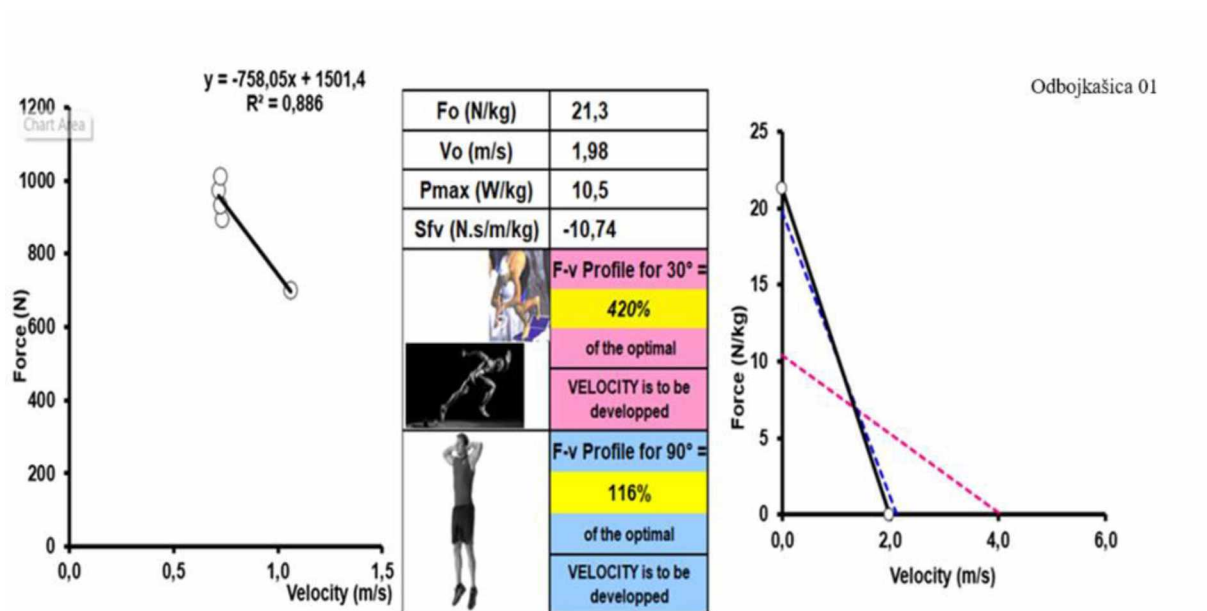 Odbojkašica 01
y = -758,05x + 1501,4
R² = 0,886
Chart Area
1200
1000
800
600
400
200
0
Force (N)
0,0 0,5 1,0 1,5
Velocity (m/s)
Fo (N/kg) 21,3
Vo (m/s) 1,98
Pmax (W/kg) 10,5
Sfv (N.s/m/kg) -10,74
F-v Profile for 30° =
420%
of the optimal
VELOCITY is to be
developped
F-v Profile for 90° =
116%
of the optimal
VELOCITY is to be
developped
25
20
15
10
5
0
Force (N/kg)
0,0 2,0 4,0 6,0
Velocity (m/s)